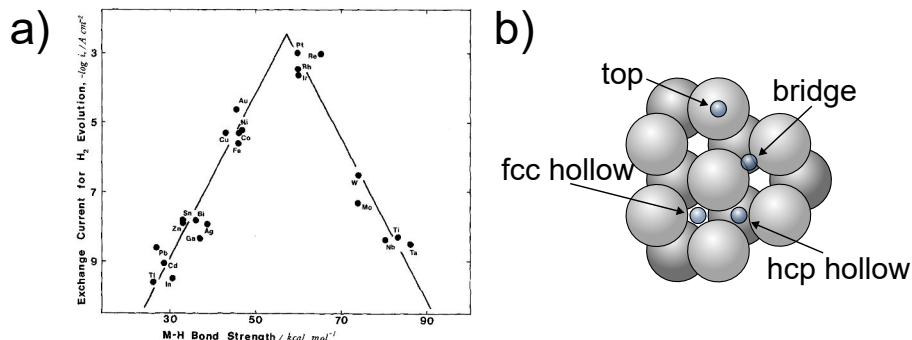 a)
Exchange Current for H₂ Evolution, -log i₀/A cm⁻²
3
5
7
9
Pt
Re
Rh
Ir
Au
Ni
Cu
Co
Fe
W
Mo
Sn
Bi
Zn
Ag
Ga
Ti
Nb
Ta
Pb
Cd
Tl
In
30
50
70
90
M-H Bond Strength / kcal mol⁻¹
b)
top
bridge
fcc hollow
hcp hollow